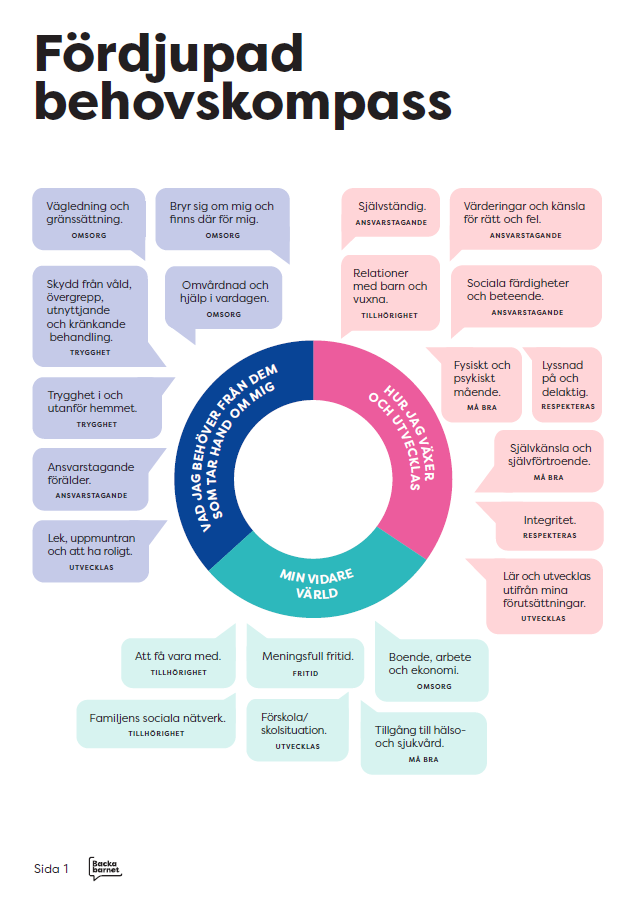 Fördjupad
behovskompass
Vägledning och
gränssättning.
OMSORG
Bryr sig om mig och
finns där för mig.
OMSORG
Självständig.
ANSVARSTAGANDE
Värderingar och känsla
för rätt och fel.
ANSVARSTAGANDE
Skydd från våld,
övergrepp,
utnyttjande
och kränkande
behandling.
TRYGGHET
Omvårdnad och
hjälp i vardagen.
OMSORG
Relationer
med barn och
vuxna.
TILLHÖRIGHET
Sociala färdigheter
och beteende.
ANSVARSTAGANDE
Fysiskt och
psykiskt
mående.
MÅ BRA
Lyssnad
på och
delaktig.
RESPEKTERAS
Trygghet i och
utanför hemmet.
TRYGGHET
Ansvarstagande
förälder.
ANSVARSTAGANDE
Lek, uppmuntran
och att ha roligt.
UTVECKLAS
VAD JAG BEHÖVER FRÅN DEM
SOM TAR HAND OM MIG
HUR JAG VÄXER
OCH UTVECKLAS
MIN VIDARE
VÄRLD
Självkänsla och
självförtroende.
MÅ BRA
Integritet.
RESPEKTERAS
Lär och utvecklas
utifrån mina
förutsättningar.
UTVECKLAS
Att få vara med.
TILLHÖRIGHET
Meningsfull fritid.
FRITID
Boende, arbete
och ekonomi.
OMSORG
Familjens sociala nätverk.
TILLHÖRIGHET
Förskola/
skolsituation.
UTVECKLAS
Tillgång till hälso-
och sjukvård.
MÅ BRA
Sida 1
Backa
barnet